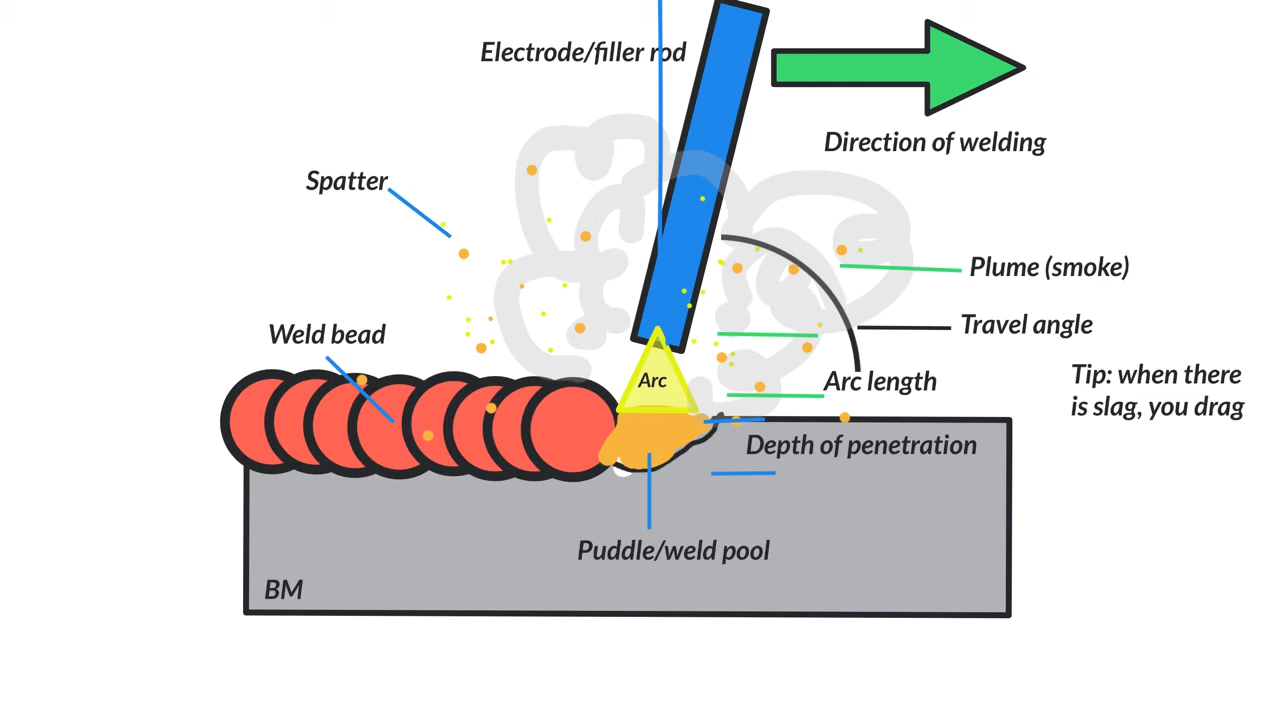 Electrode/filler rod
Direction of welding
Spatter
Plume (smoke)
Travel angle
Weld bead
Arc
Arc length
Tip: when there
is slag, you drag
Depth of penetration
Puddle/weld pool
BM